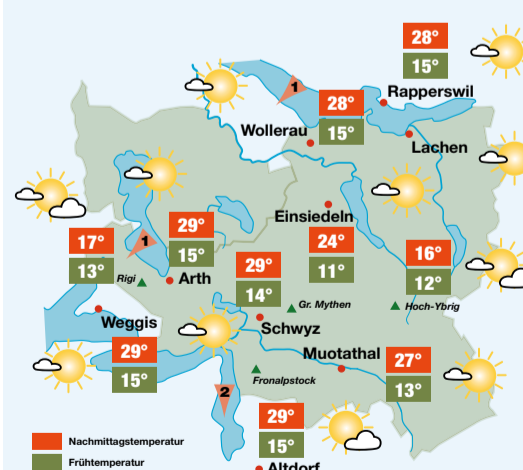 28°
15°
Rapperswil
1
28°
15°
Wollerau
Lachen
29°
15°
Einsiedeln
17°
13°
1
24°
11°
16°
12°
Rigi
Arth
29°
14°
Gr. Mythen
Hoch-Ybrig
Weggis
Schwyz
29°
15°
Muotathal
27°
13°
Fronalpstock
2
29°
15°
Nachmittagstemperatur
Frühtemperatur
Altdorf